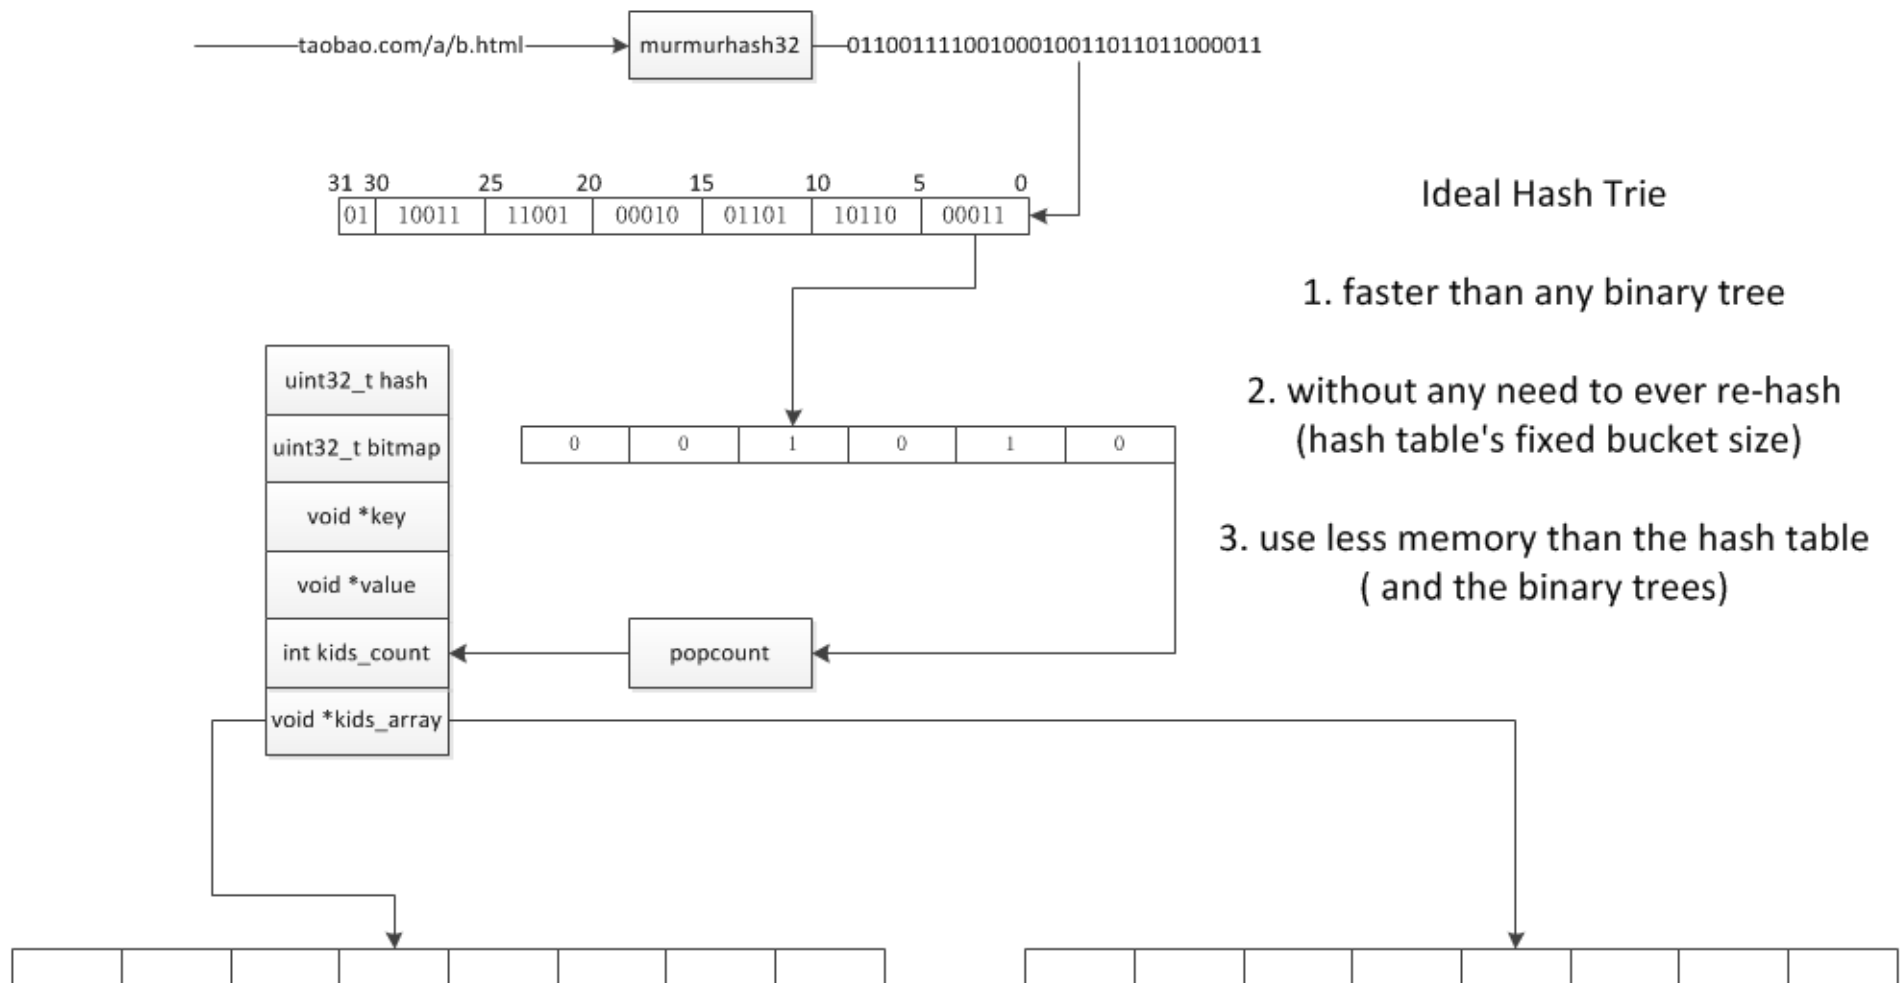 taobao.com/a/b.html murmurhash32 01100111100100010011011011000011
31 30 25 20 15 10 5 0
01 10011 11001 00010 01101 10110 00011
Ideal Hash Trie
1. faster than any binary tree
2. without any need to ever re-hash
(hash table's fixed bucket size)
3. use less memory than the hash table
( and the binary trees)
uint32_t hash
uint32_t bitmap
0 0 1 0 1 0
void *key
void *value
int kids_count popcount
void *kids_array